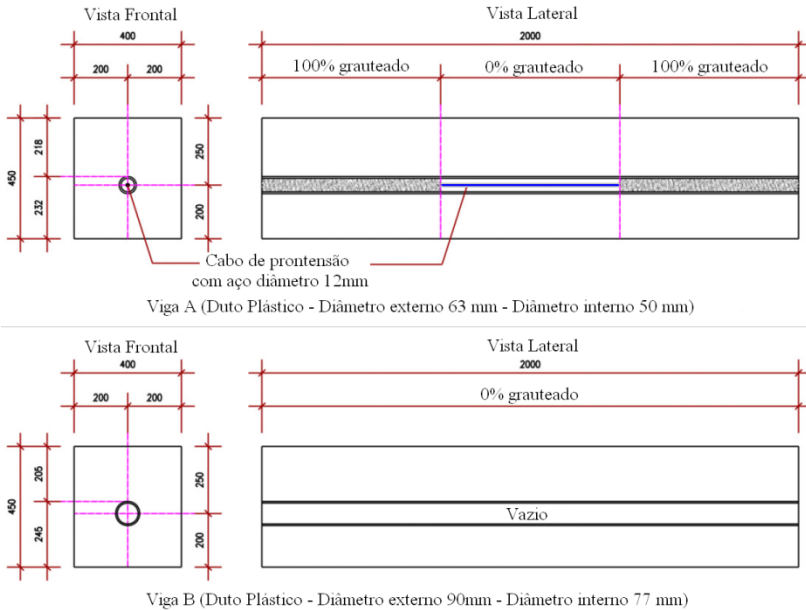 Vista Frontal
Vista Lateral
400
2000
200
200
100% grauteado
0% grauteado
100% grauteado
450
218
232
250
200
Cabo de prontensão
com aço diâmetro 12mm
Viga A (Duto Plástico - Diâmetro externo 63 mm - Diâmetro interno 50 mm)
Vista Frontal
Vista Lateral
400
2000
200
200
0% grauteado
450
205
245
250
200
Vazio
Viga B (Duto Plástico - Diâmetro externo 90mm - Diâmetro interno 77 mm)